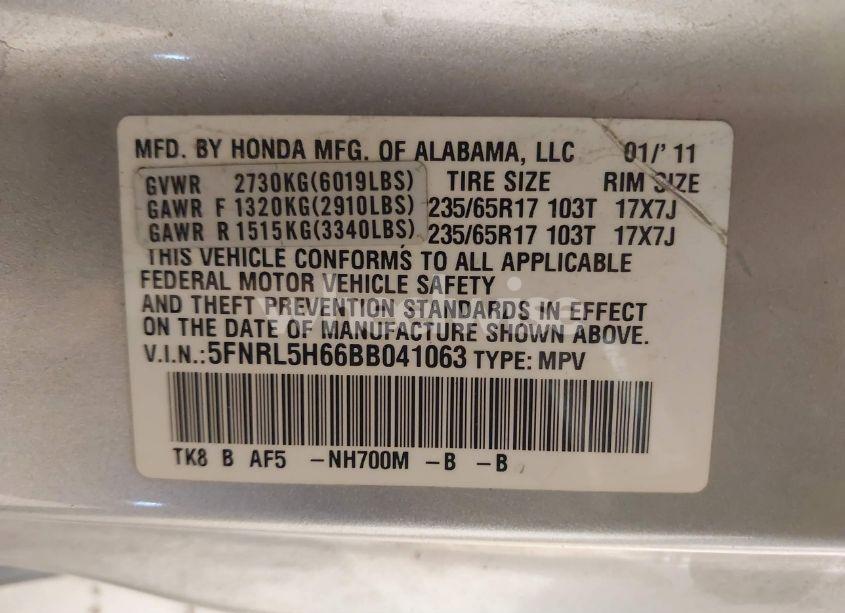 MFD. BY HONDA MFG. OF ALABAMA, LLC 01/'11
GVWR 2730KG(6019LBS) TIRE SIZE RIM SIZE
GAWR F 1320KG(2910LBS) 235/65R17 103T 17X7J
GAWR R 1515KG(3340LBS) 235/65R17 103T 17X7J
THIS VEHICLE CONFORMS TO ALL APPLICABLE
FEDERAL MOTOR VEHICLE SAFETY
AND THEFT PREVENTION STANDARDS IN EFFECT
ON THE DATE OF MANUFACTURE SHOWN ABOVE.
V.I.N.:5FNRL5H66BB041063 TYPE: MPV
TK8 B AF5 -NH700M -B -B